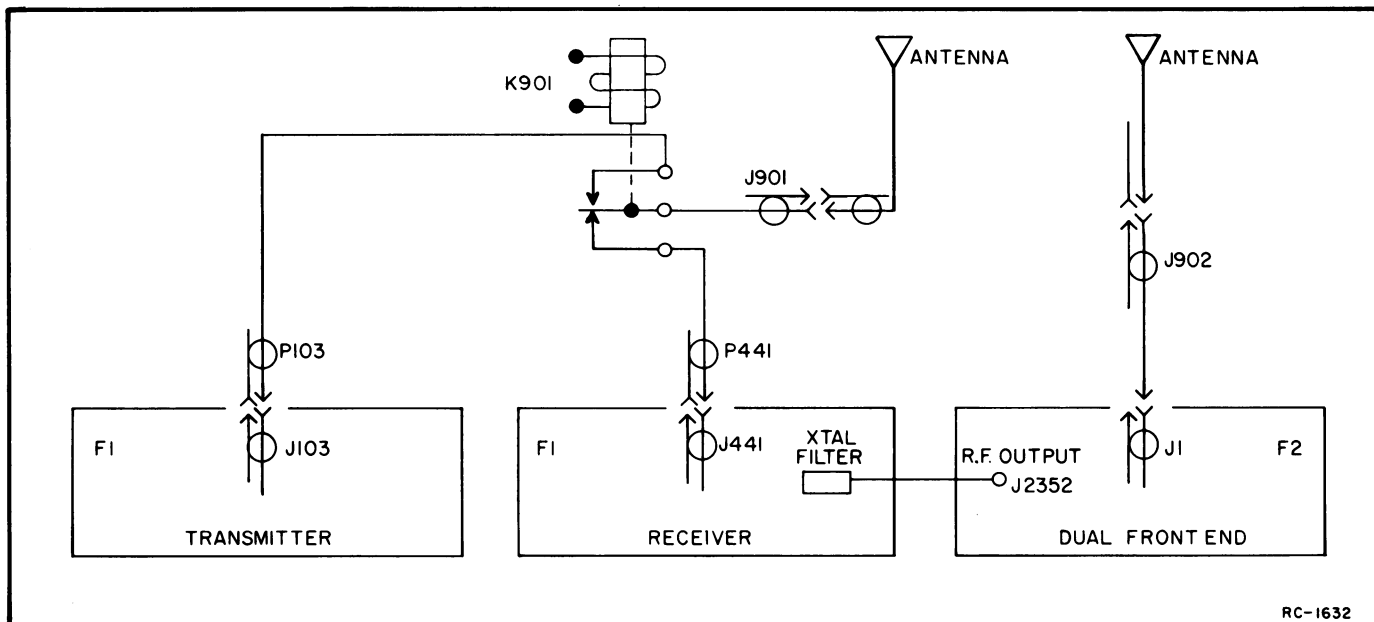 ANTENNA
ANTENNA
K901
J901
J902
P103
P441
F1
J103
TRANSMITTER
F1
J441
XTAL
FILTER
RECEIVER
R.F. OUTPUT
J2352
J1
F2
DUAL FRONT END
RC-1632